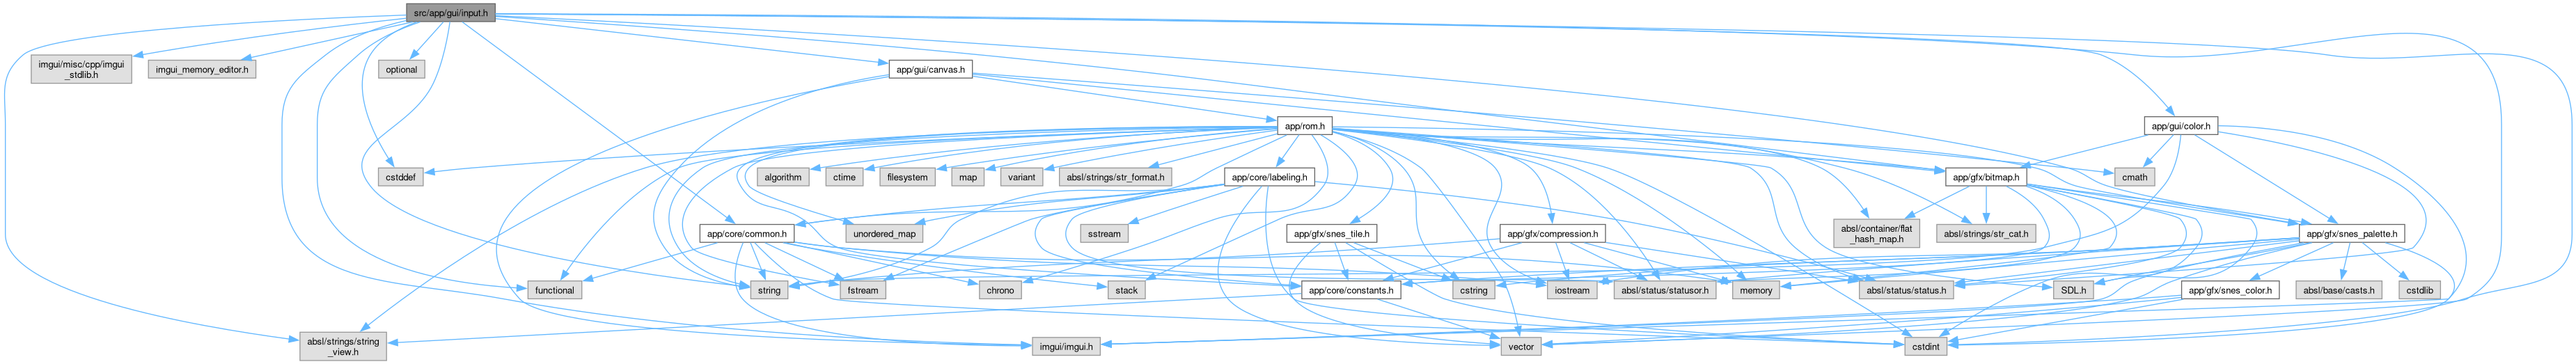 src/app/gui/input.h
imgui/misc/cpp/imgui
_stdlib.h
imgui_memory_editor.h
optional
app/gui/canvas.h
app/rom.h
app/gui/color.h
cstddef
algorithm
ctime
filesystem
map
variant
absl/strings/str_format.h
app/core/labeling.h
app/gfx/bitmap.h
cmath
app/core/common.h
unordered_map
sstream
app/gfx/snes_tile.h
app/gfx/compression.h
absl/container/flat
_hash_map.h
absl/strings/str_cat.h
app/gfx/snes_palette.h
functional
string
fstream
chrono
stack
app/core/constants.h
cstring
iostream
absl/status/statusor.h
memory
absl/status/status.h
SDL.h
app/gfx/snes_color.h
absl/base/casts.h
cstdlib
absl/strings/string
_view.h
imgui/imgui.h
vector
cstdint